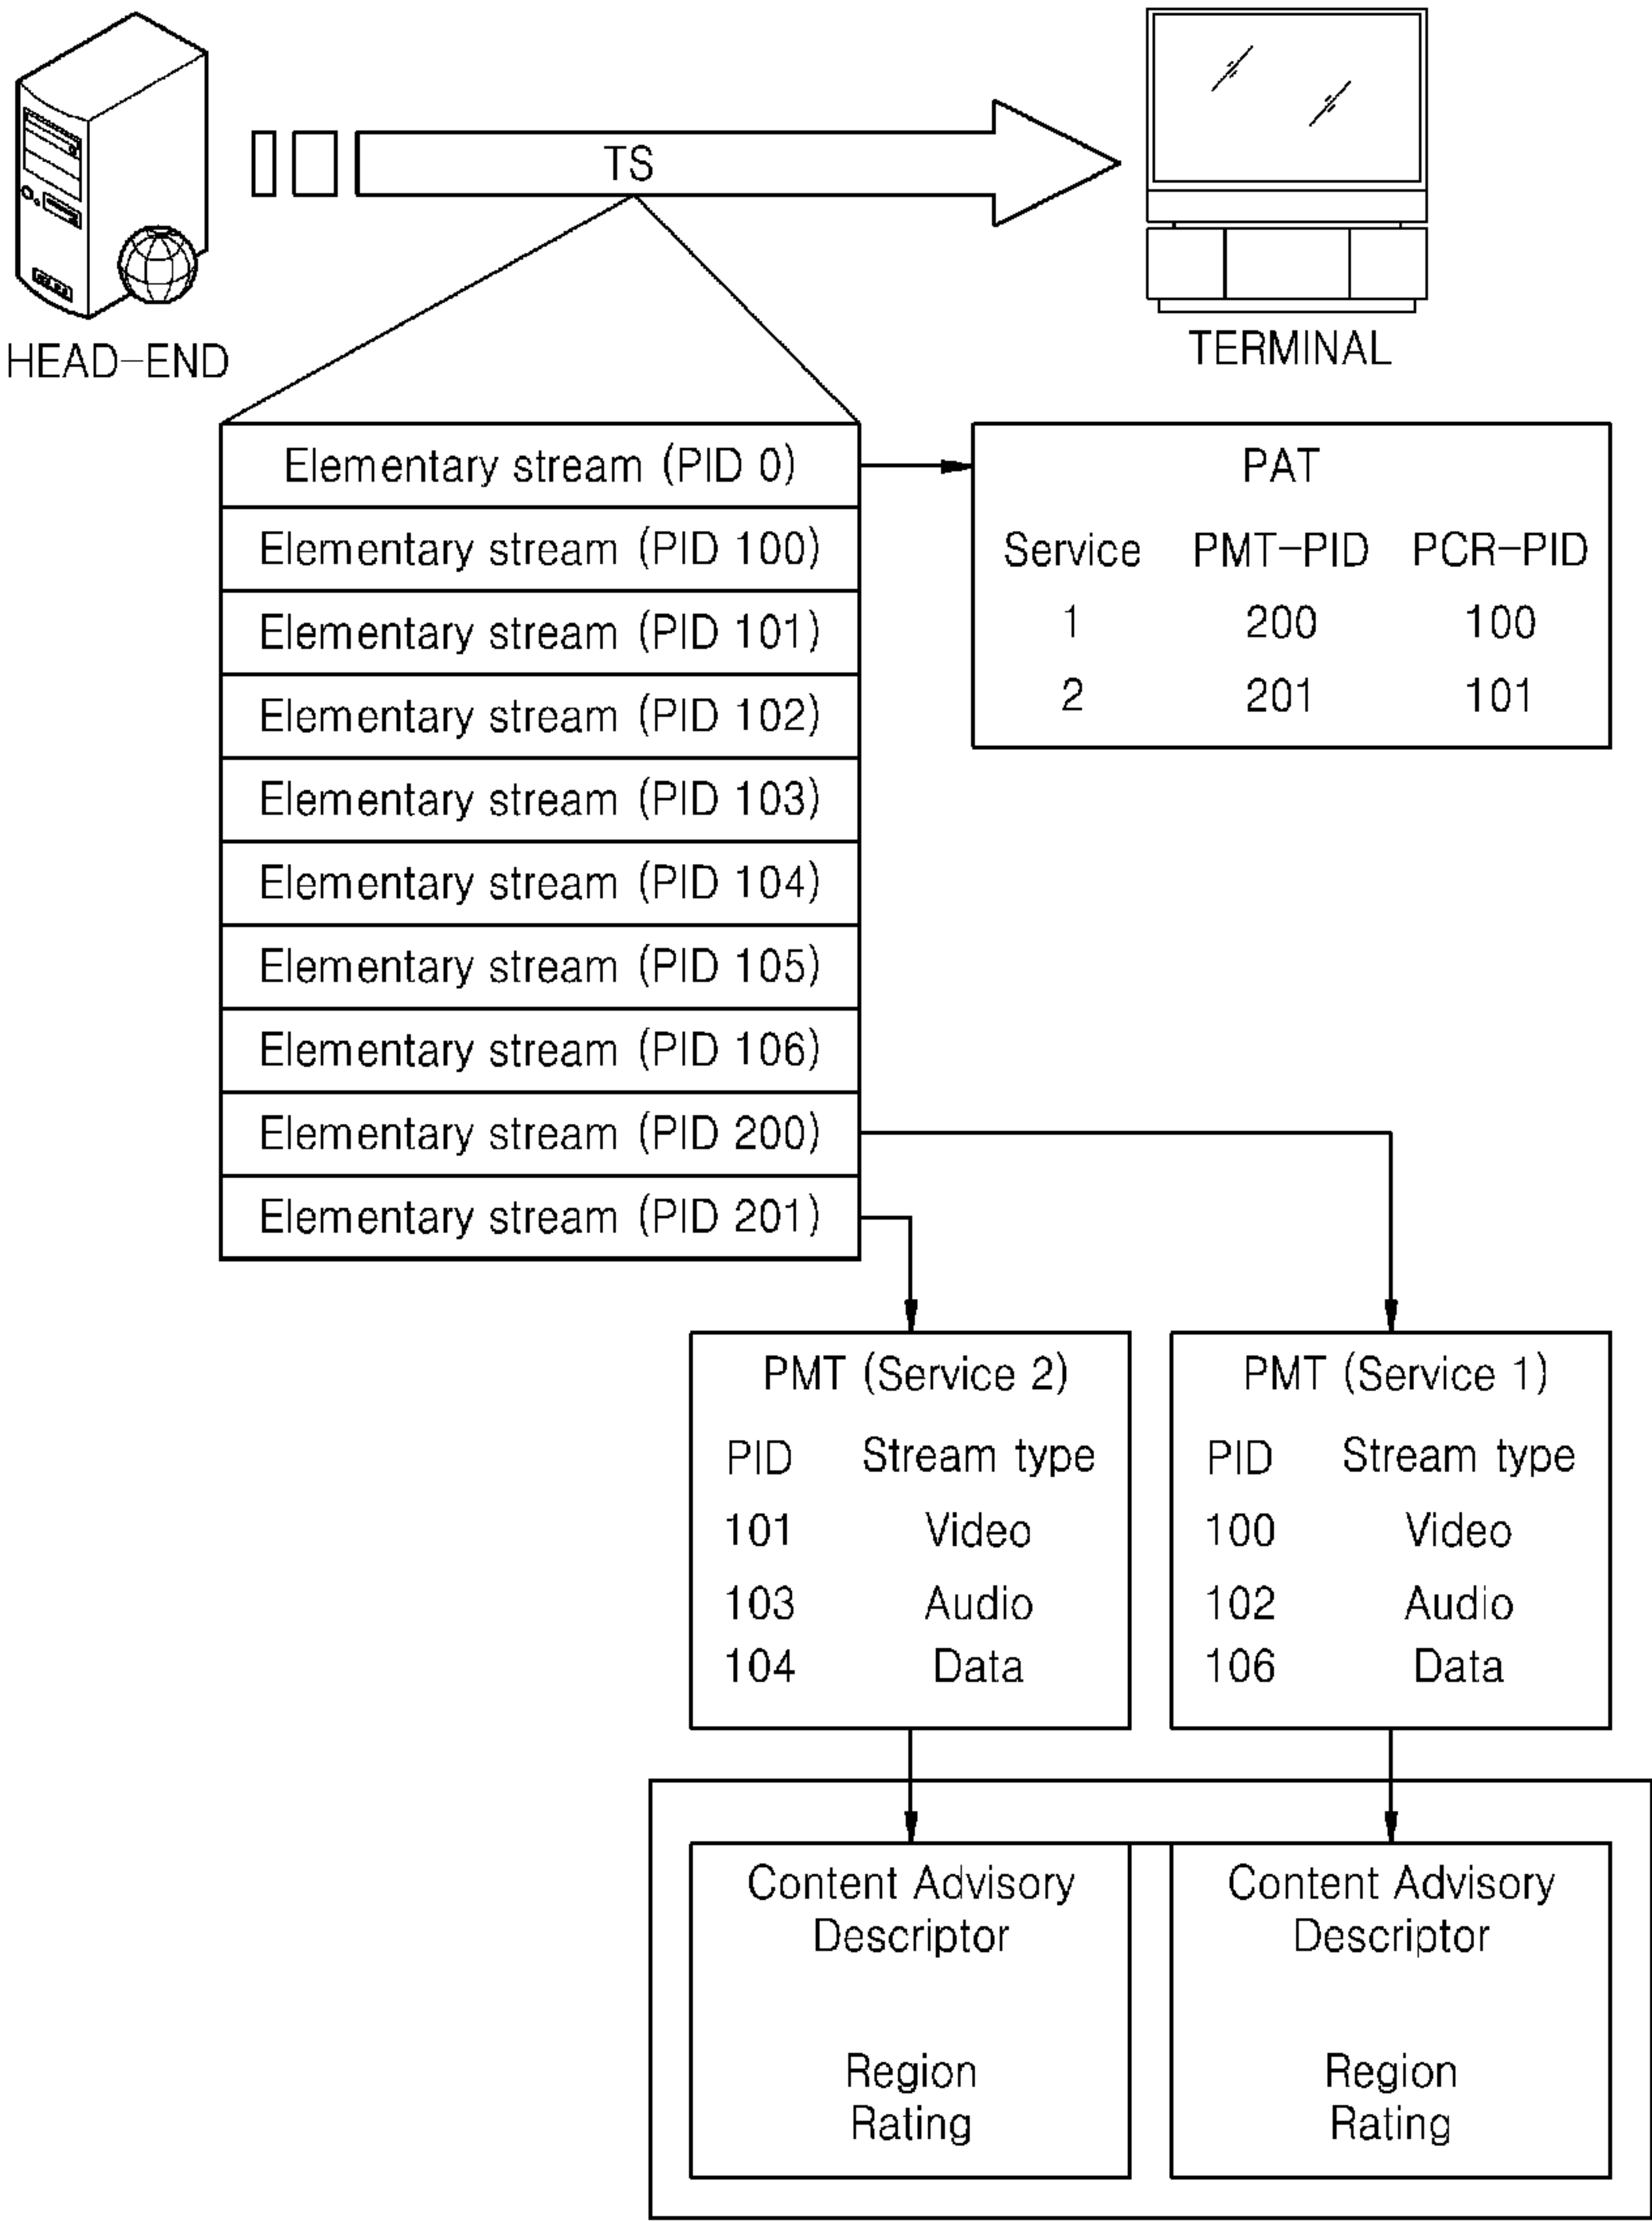 TS
HEAD-END
TERMINAL
Elementary stream (PID 0)
Elementary stream (PID 100)
Elementary stream (PID 101)
Elementary stream (PID 102)
Elementary stream (PID 103)
Elementary stream (PID 104)
Elementary stream (PID 105)
Elementary stream (PID 106)
Elementary stream (PID 200)
Elementary stream (PID 201)
PAT
Service PMT-PID PCR-PID
1 200 100
2 201 101
PMT (Service 2)
PID Stream type
101 Video
103 Audio
104 Data
PMT (Service 1)
PID Stream type
100 Video
102 Audio
106 Data
Content Advisory
Descriptor
Region
Rating
Content Advisory
Descriptor
Region
Rating